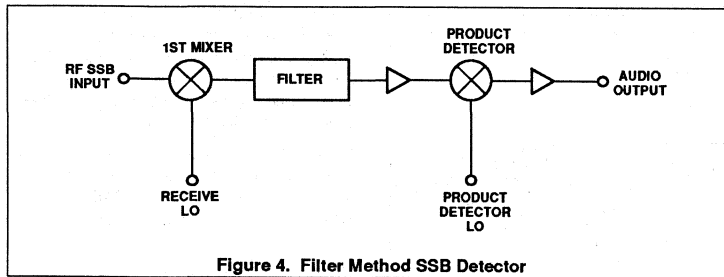 1ST MIXER
RF SSB
INPUT
FILTER
PRODUCT
DETECTOR
AUDIO
OUTPUT
RECEIVE
LO
PRODUCT
DETECTOR
LO
Figure 4. Filter Method SSB Detector